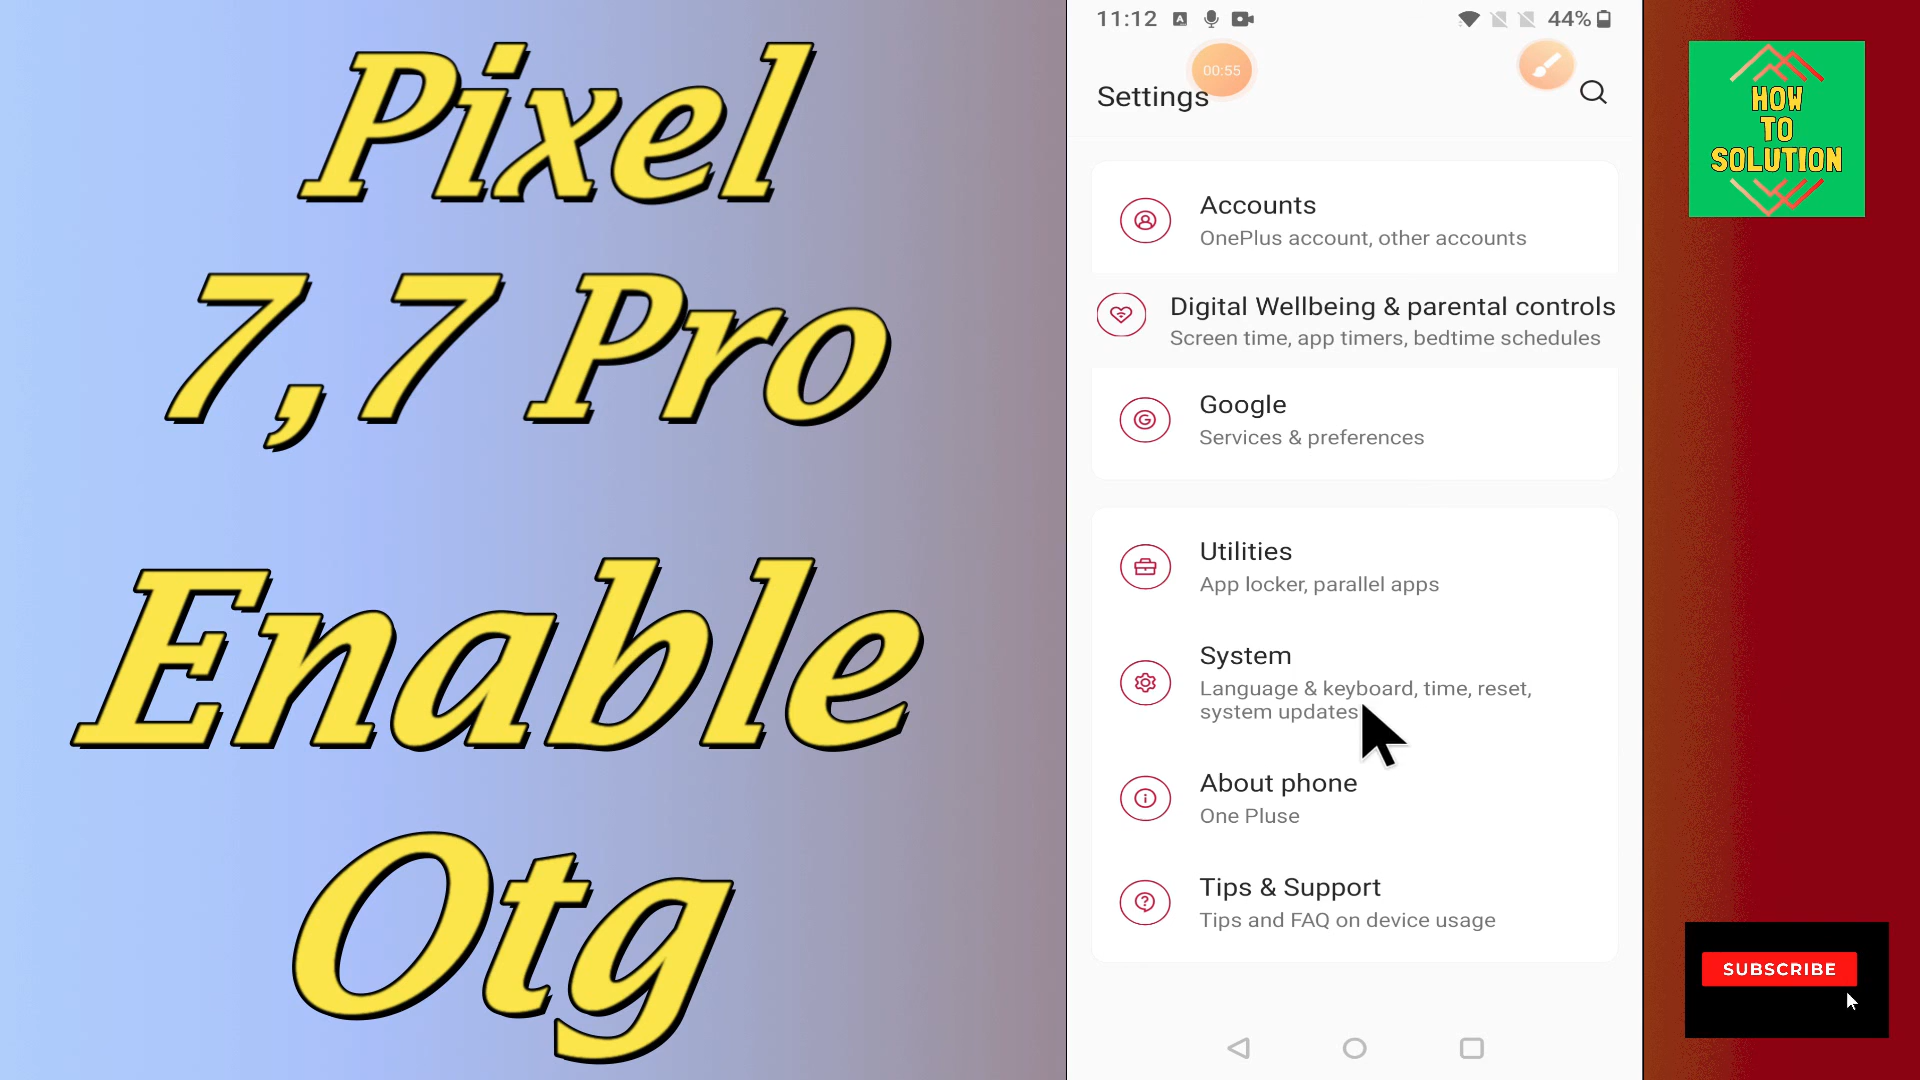 Pixel
7,7 Pro
Enable
Otg
11:12
44%
00:55
Settings
Accounts
OnePlus account, other accounts
Digital Wellbeing & parental controls
Screen time, app timers, bedtime schedules
Google
Services & preferences
Utilities
App locker, parallel apps
System
Language & keyboard, time, reset,
system updates
About phone
One Pluse
Tips & Support
Tips and FAQ on device usage
HOW
TO
SOLUTION
SUBSCRIBE